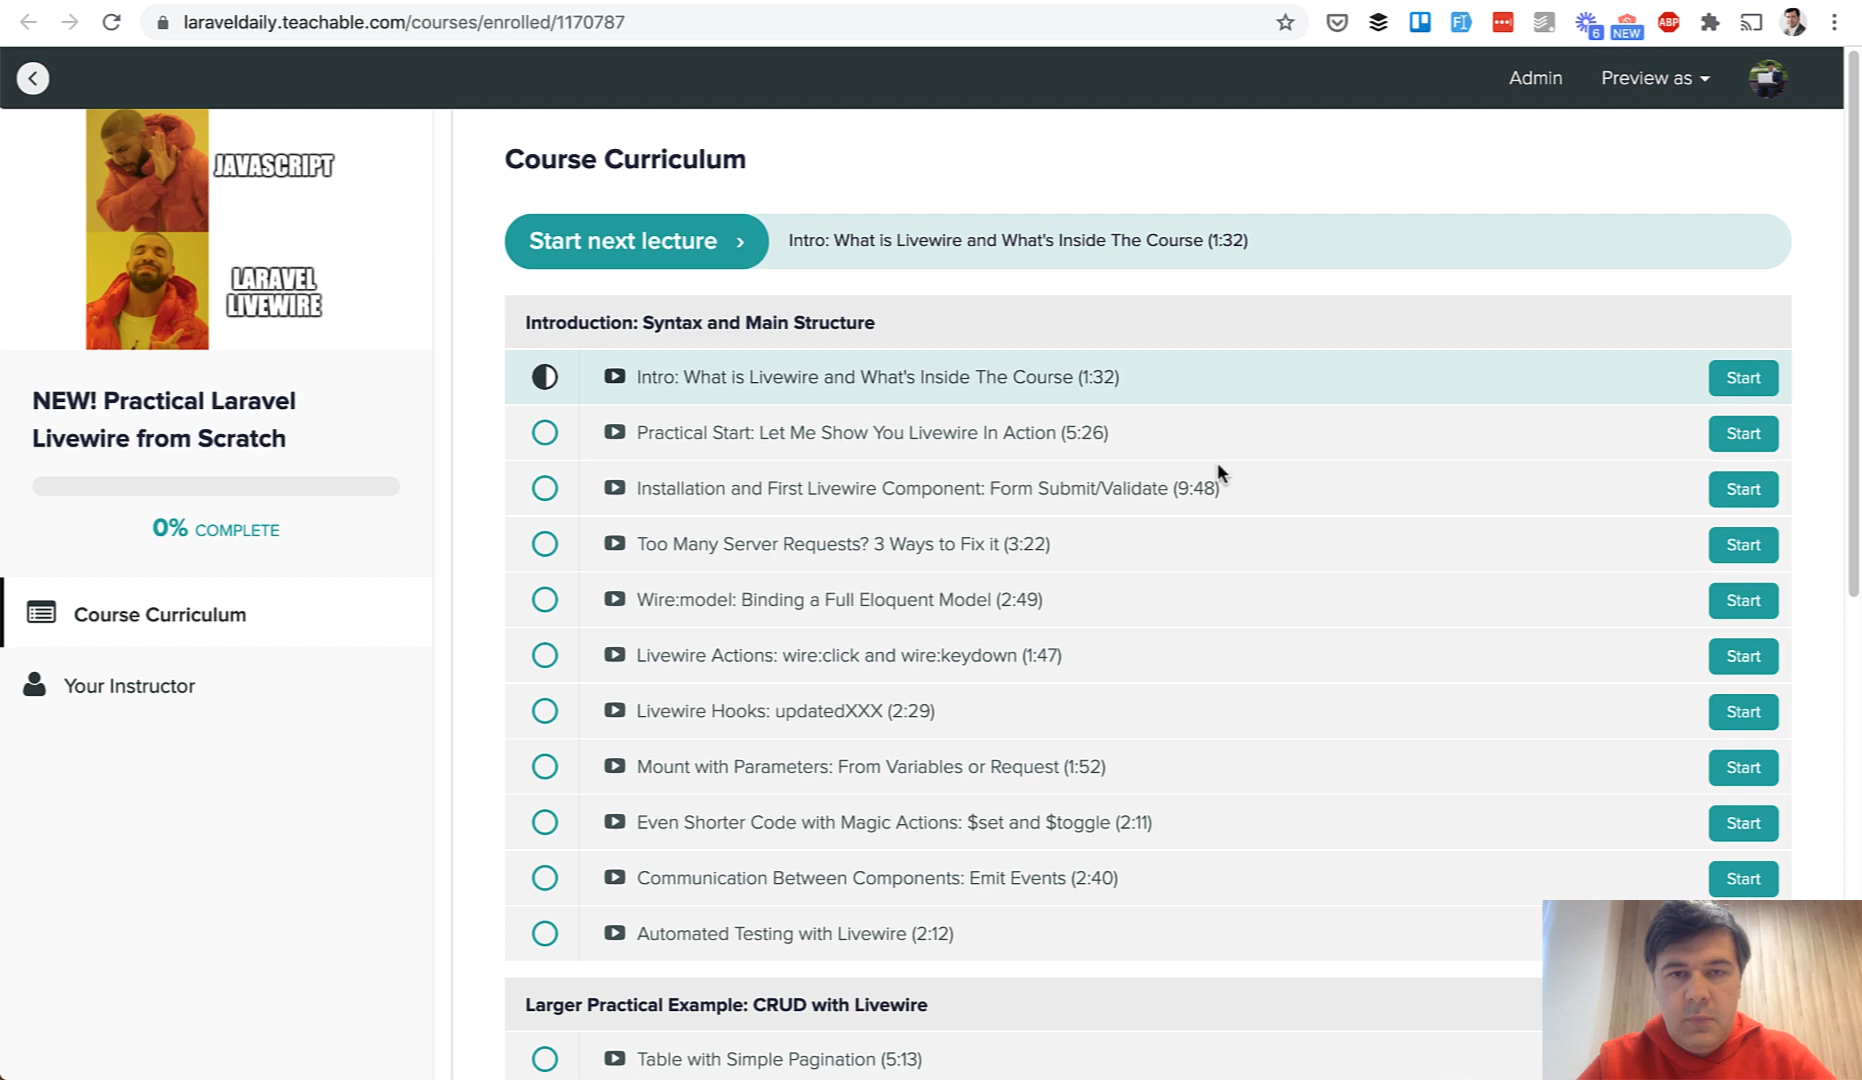 laraveldaily.teachable.com/courses/enrolled/1170787
6
NEW
ABP
Admin
Preview as
JAVASCRIPT
LARAVEL
LIVEWIRE
NEW! Practical Laravel
Livewire from Scratch
0% COMPLETE
Course Curriculum
Your Instructor
Course Curriculum
Start next lecture › Intro: What is Livewire and What's Inside The Course (1:32)
Introduction: Syntax and Main Structure
Intro: What is Livewire and What's Inside The Course (1:32) Start
Practical Start: Let Me Show You Livewire In Action (5:26) Start
Installation and First Livewire Component: Form Submit/Validate (9:48) Start
Too Many Server Requests? 3 Ways to Fix it (3:22) Start
Wire:model: Binding a Full Eloquent Model (2:49) Start
Livewire Actions: wire:click and wire:keydown (1:47) Start
Livewire Hooks: updatedXXX (2:29) Start
Mount with Parameters: From Variables or Request (1:52) Start
Even Shorter Code with Magic Actions: $set and $toggle (2:11) Start
Communication Between Components: Emit Events (2:40) Start
Automated Testing with Livewire (2:12)
Larger Practical Example: CRUD with Livewire
Table with Simple Pagination (5:13)